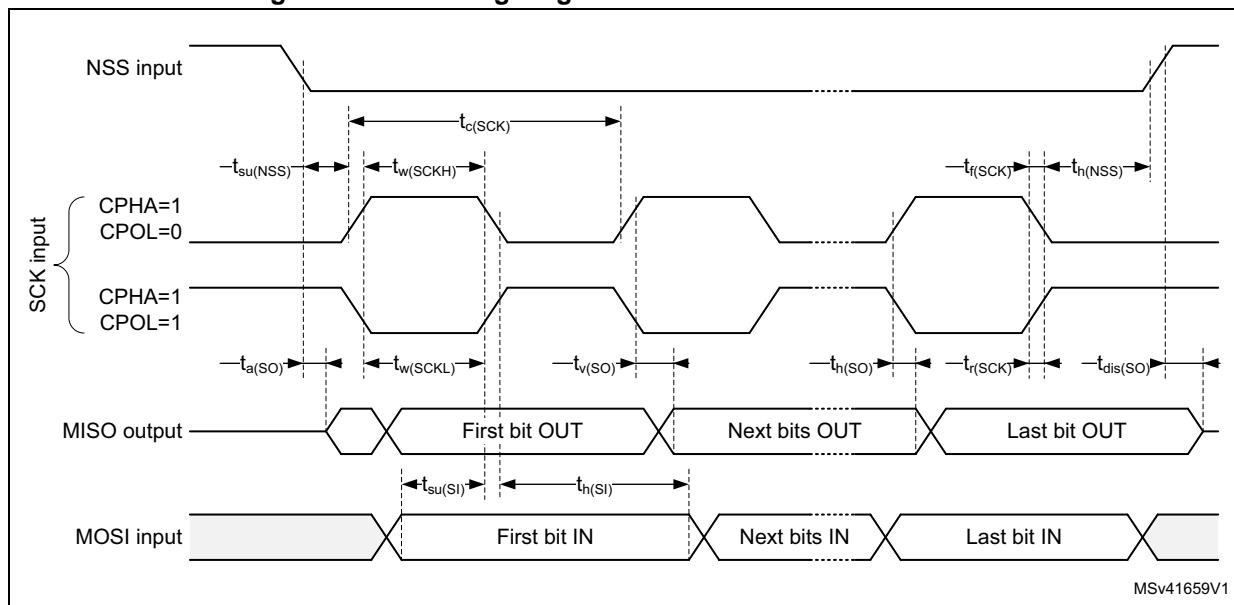 NSS input
tc(SCK)
tsu(NSS)
tw(SCKH)
tf(SCK)
th(NSS)
SCK input
CPHA=1
CPOL=0
CPHA=1
CPOL=1
ta(SO)
tw(SCKL)
tv(SO)
th(SO)
tr(SCK)
tdis(SO)
MISO output
First bit OUT
Next bits OUT
Last bit OUT
tsu(SI)
th(SI)
MOSI input
First bit IN
Next bits IN
Last bit IN
MSv41659V1